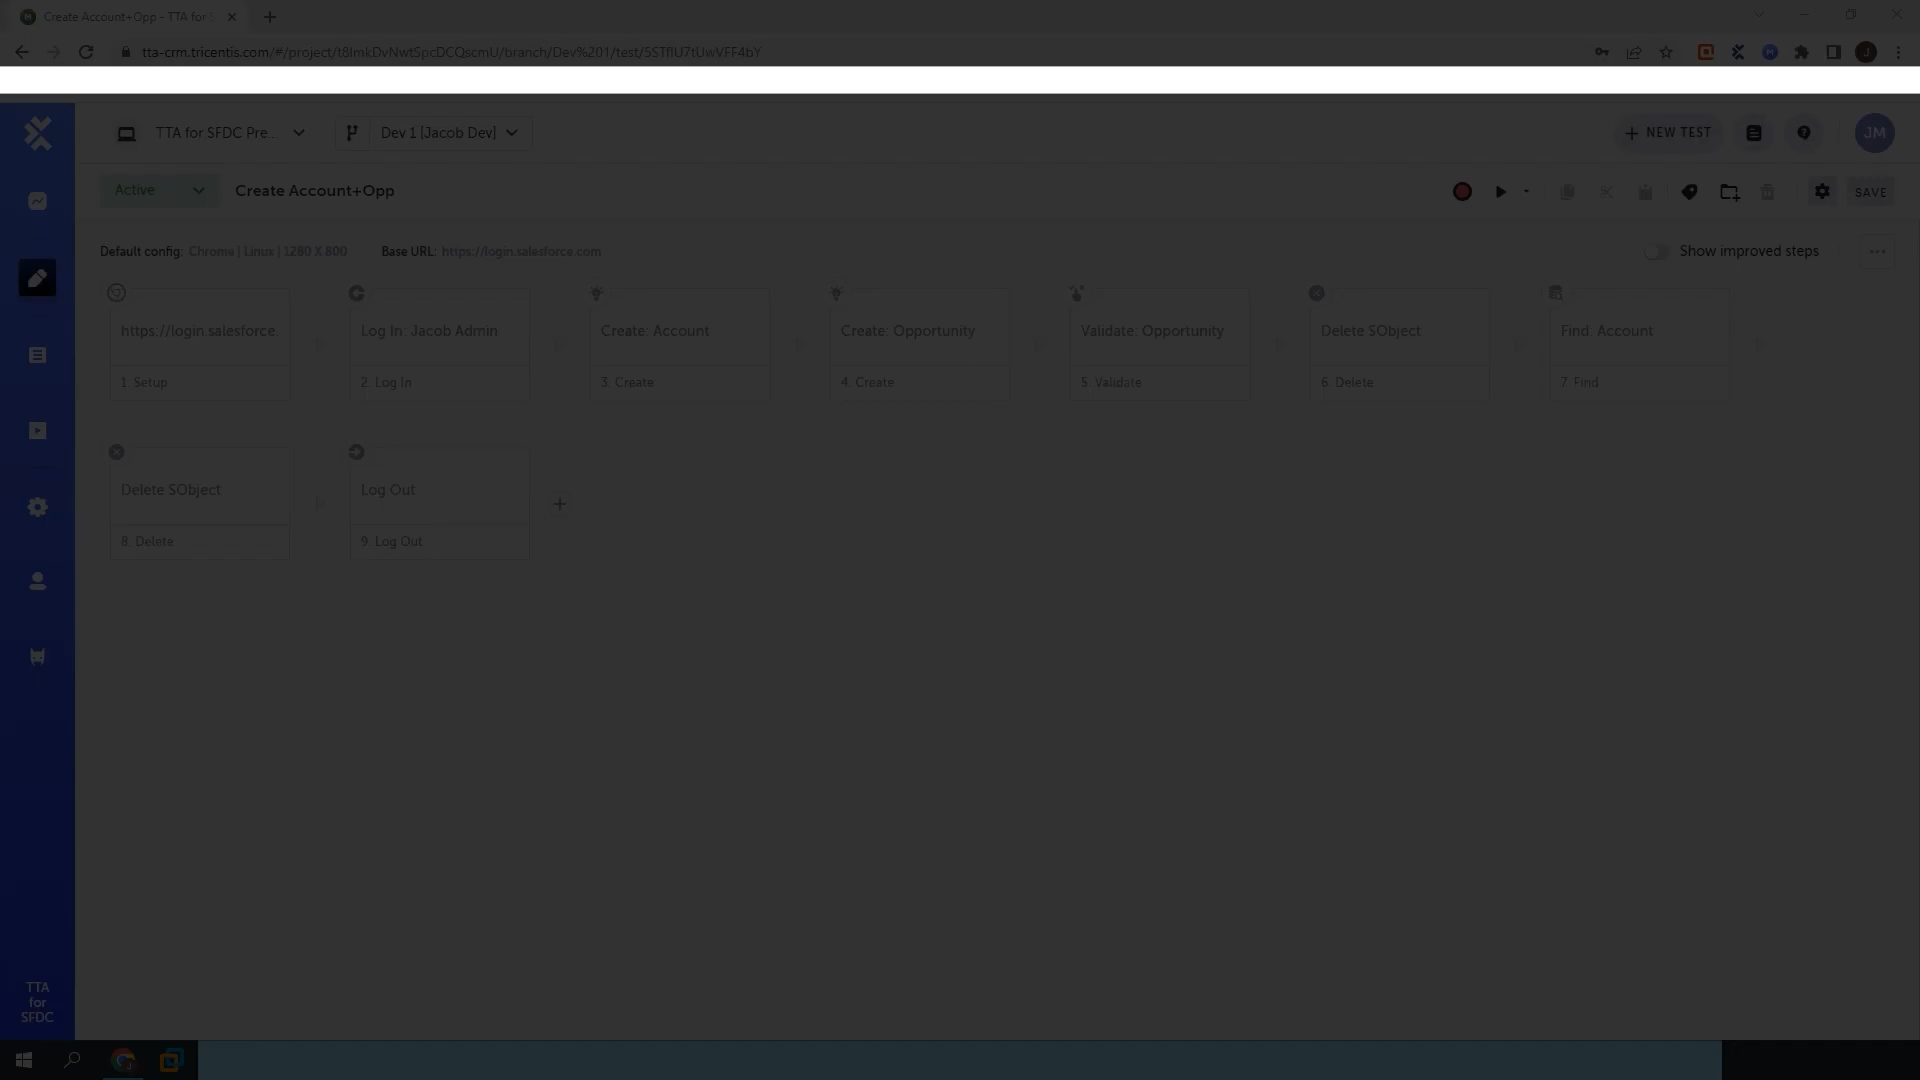 Create Account+Opp - TTA for S
tta-crm.tricentis.com/#/project/t8ImkDvNwtSpcDCQscmU/branch/Dev%201/test/5STflU7tUwVFF4bY
TTA for SFDC Pre...
Dev 1 [Jacob Dev]
NEW TEST
JM
Active
Create Account+Opp
SAVE
Default config: Chrome | Linux | 1280 X 800
Base URL: https://login.salesforce.com
Show improved steps
https://login.salesforce.
Log In: Jacob Admin
Create: Account
Create: Opportunity
Validate: Opportunity
Delete SObject
Find: Account
1. Setup
2. Log In
3. Create
4. Create
5. Validate
6. Delete
7. Find
Delete SObject
Log Out
8. Delete
9. Log Out
TTA
for
SFDC